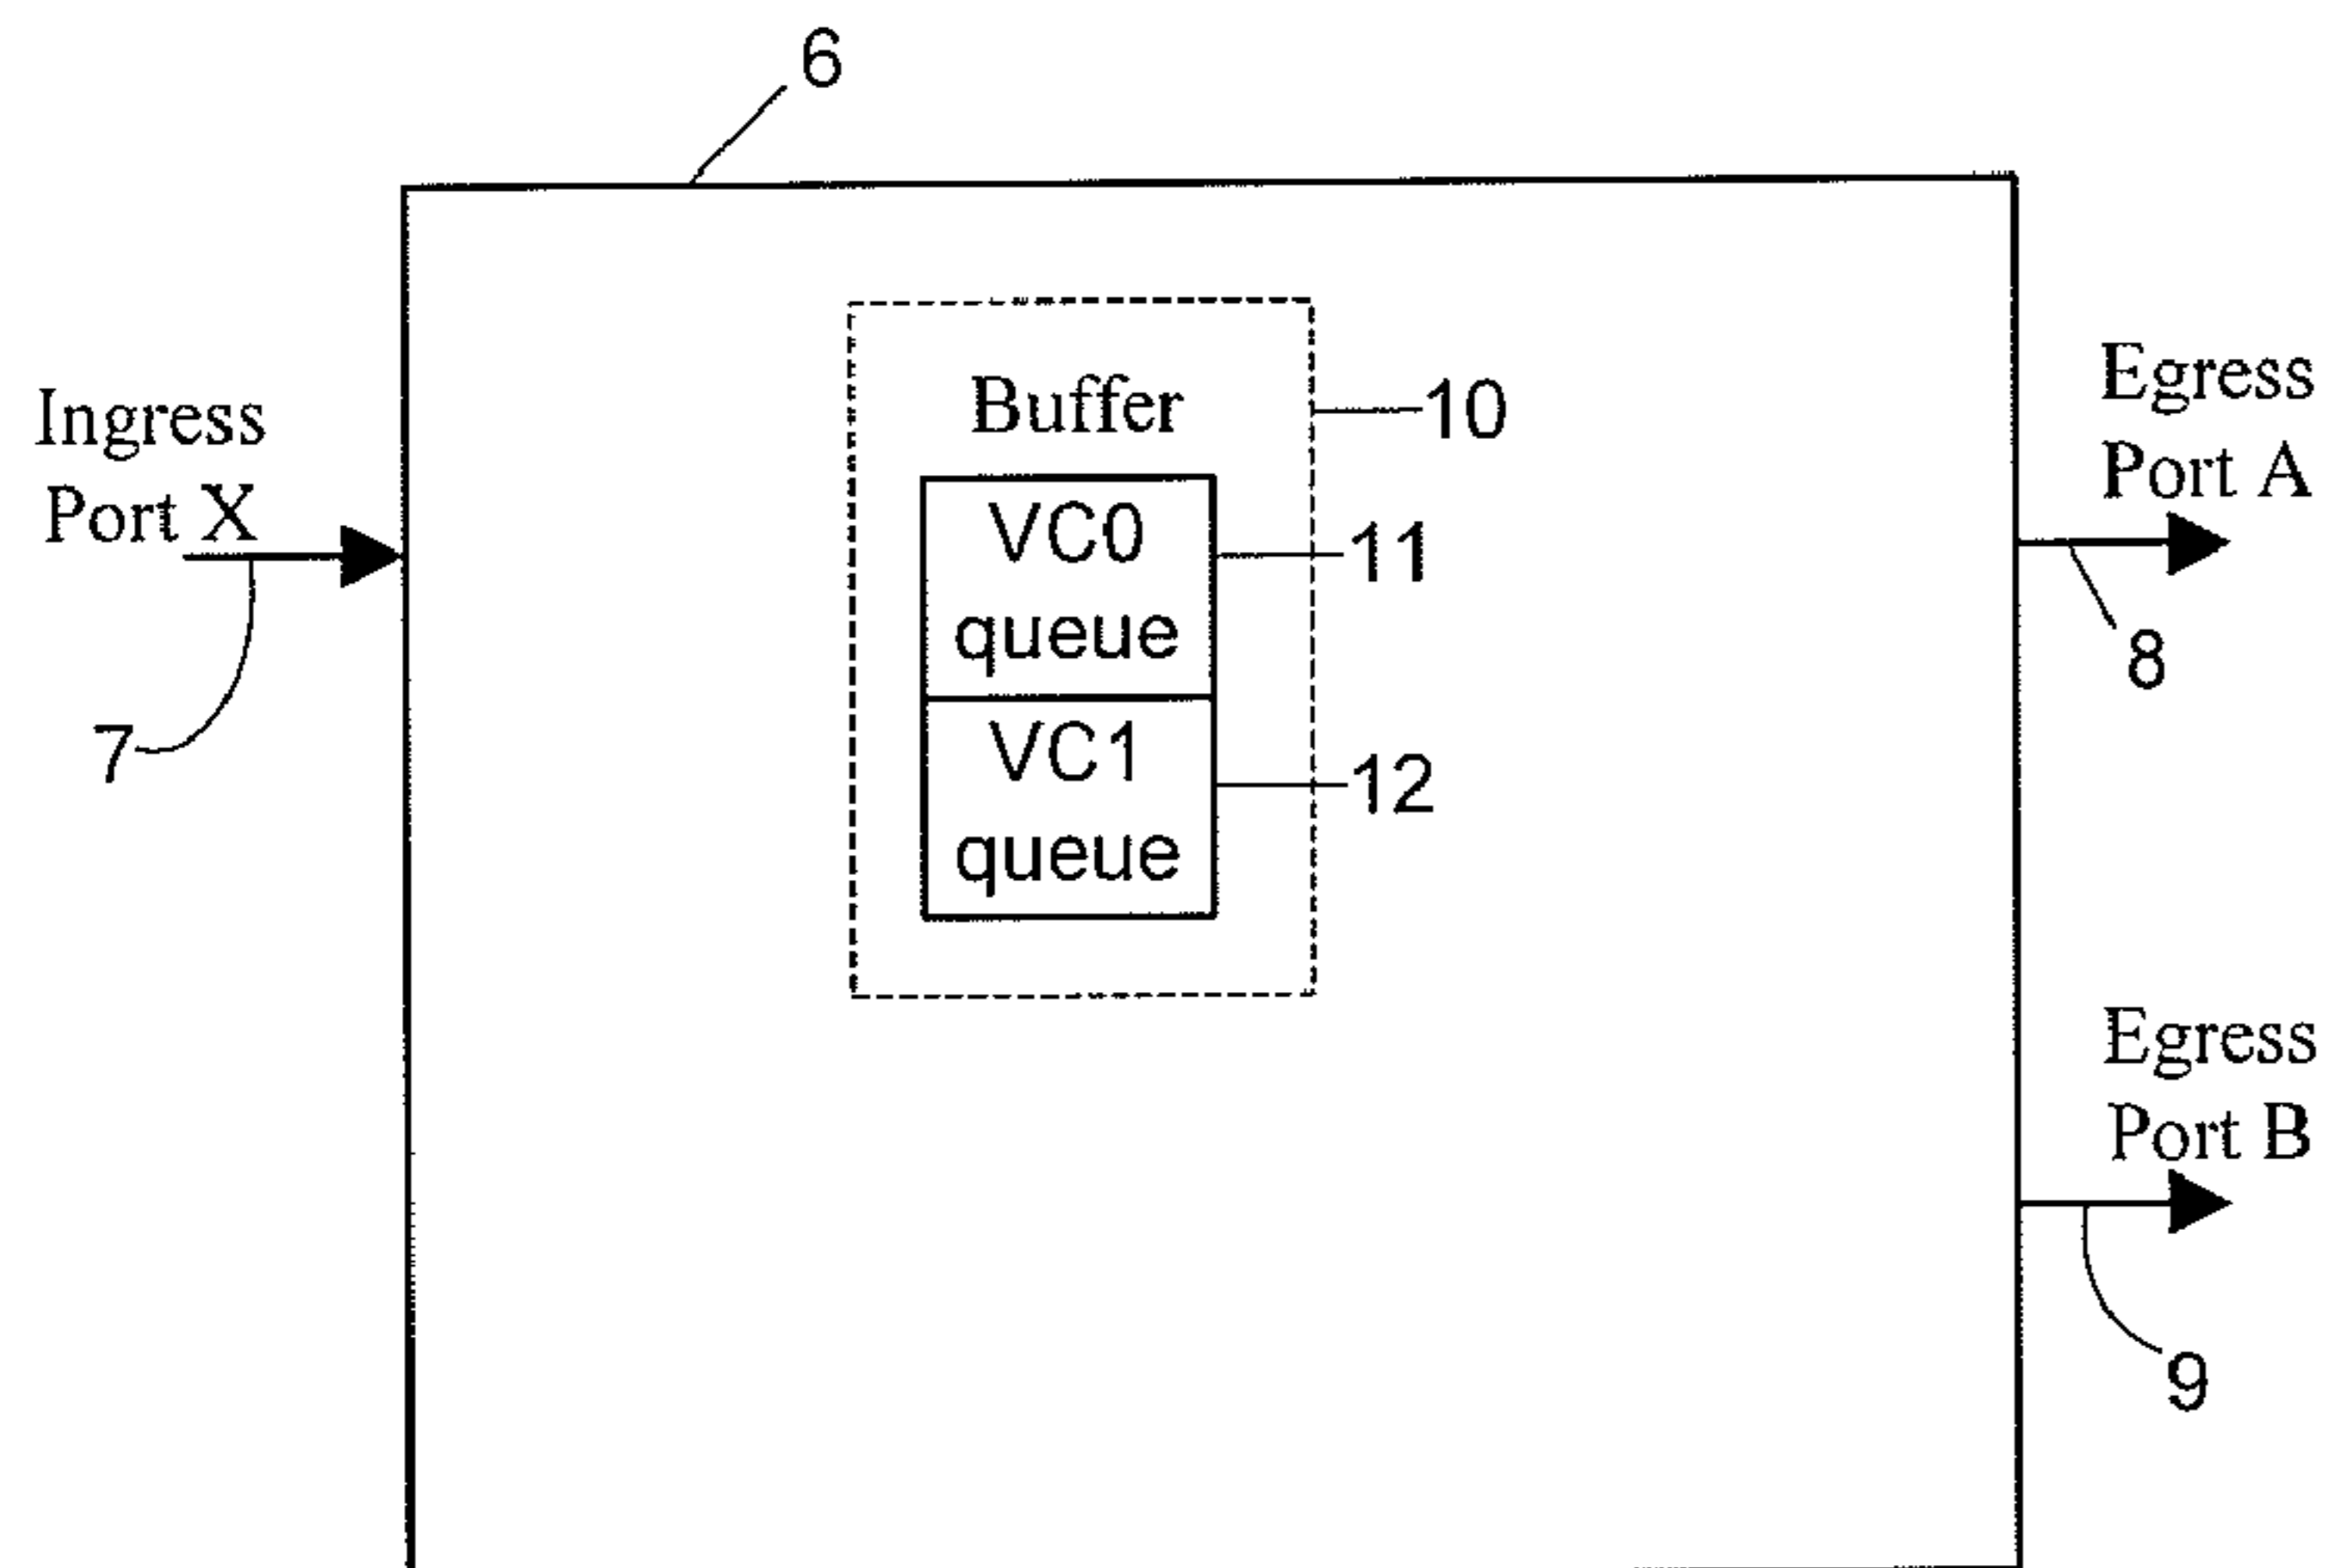 6
Ingress
Port X
7
Buffer
10
VC0
queue
11
VC1
queue
12
Egress
Port A
8
Egress
Port B
9